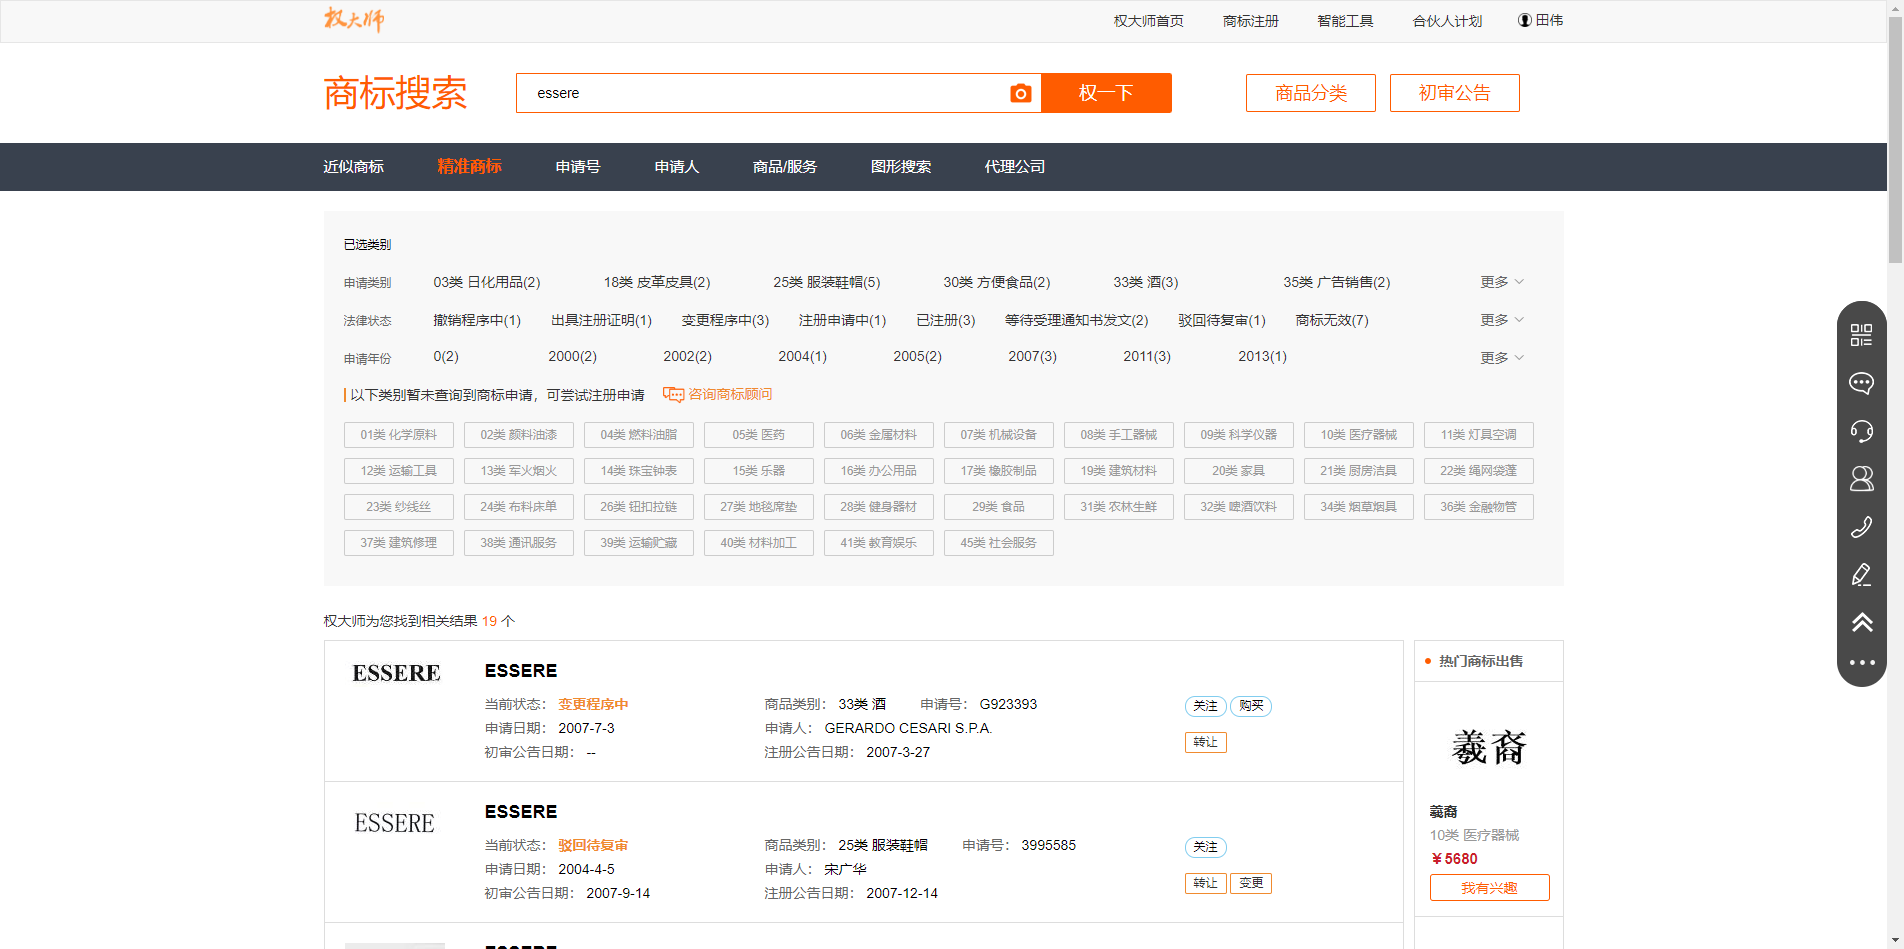 权大师
权大师首页 商标注册 智能工具 合伙人计划 田伟
商标搜索 essere 权一下 商品分类 初审公告
近似商标 精准商标 申请号 申请人 商品/服务 图形搜索 代理公司
已选类别
申请类别 03类 日化用品(2) 18类 皮革皮具(2) 25类 服装鞋帽(5) 30类 方便食品(2) 33类 酒(3) 35类 广告销售(2) 更多
法律状态 撤销程序中(1) 出具注册证明(1) 变更程序中(3) 注册申请中(1) 已注册(3) 等待受理通知书发文(2) 驳回待复审(1) 商标无效(7) 更多
申请年份 0(2) 2000(2) 2002(2) 2004(1) 2005(2) 2007(3) 2011(3) 2013(1) 更多
以下类别暂未查询到商标申请，可尝试注册申请 咨询商标顾问
01类 化学原料 02类 颜料油漆 04类 燃料油脂 05类 医药 06类 金属材料 07类 机械设备 08类 手工器械 09类 科学仪器 10类 医疗器械 11类 灯具空调
12类 运输工具 13类 军火烟火 14类 珠宝钟表 15类 乐器 16类 办公用品 17类 橡胶制品 19类 建筑材料 20类 家具 21类 厨房洁具 22类 绳网袋蓬
23类 纱线丝 24类 布料床单 26类 钮扣拉链 27类 地毯席垫 28类 健身器材 29类 食品 31类 农林生鲜 32类 啤酒饮料 34类 烟草烟具 36类 金融物管
37类 建筑修理 38类 通讯服务 39类 运输贮藏 40类 材料加工 41类 教育娱乐 45类 社会服务
权大师为您找到相关结果 19 个
ESSERE
ESSERE
当前状态： 变更程序中 商品类别： 33类 酒 申请号： G923393
申请日期： 2007-7-3 申请人： GERARDO CESARI S.P.A.
初审公告日期： -- 注册公告日期： 2007-3-27
关注 购买
转让
ESSERE
ESSERE
当前状态： 驳回待复审 商品类别： 25类 服装鞋帽 申请号： 3995585
申请日期： 2004-4-5 申请人： 宋广华
初审公告日期： 2007-9-14 注册公告日期： 2007-12-14
关注
转让 变更
ESSERE
热门商标出售
羲裔
羲裔
10类 医疗器械
￥5680
我有兴趣